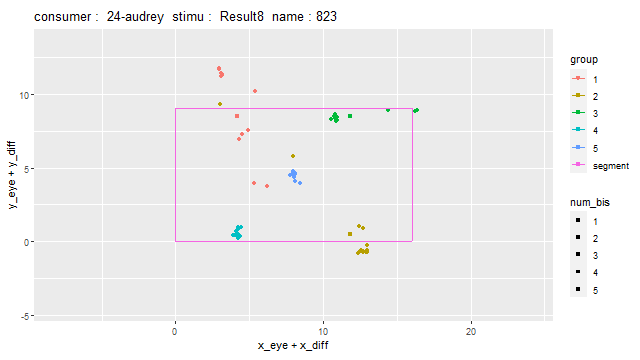 consumer : 24-audrey stimu : Result8 name : 823
y_eye + y_diff
10
5
0
-5
0
10
20
x_eye + x_diff
group
1
2
3
4
5
segment
num_bis
1
2
3
4
5